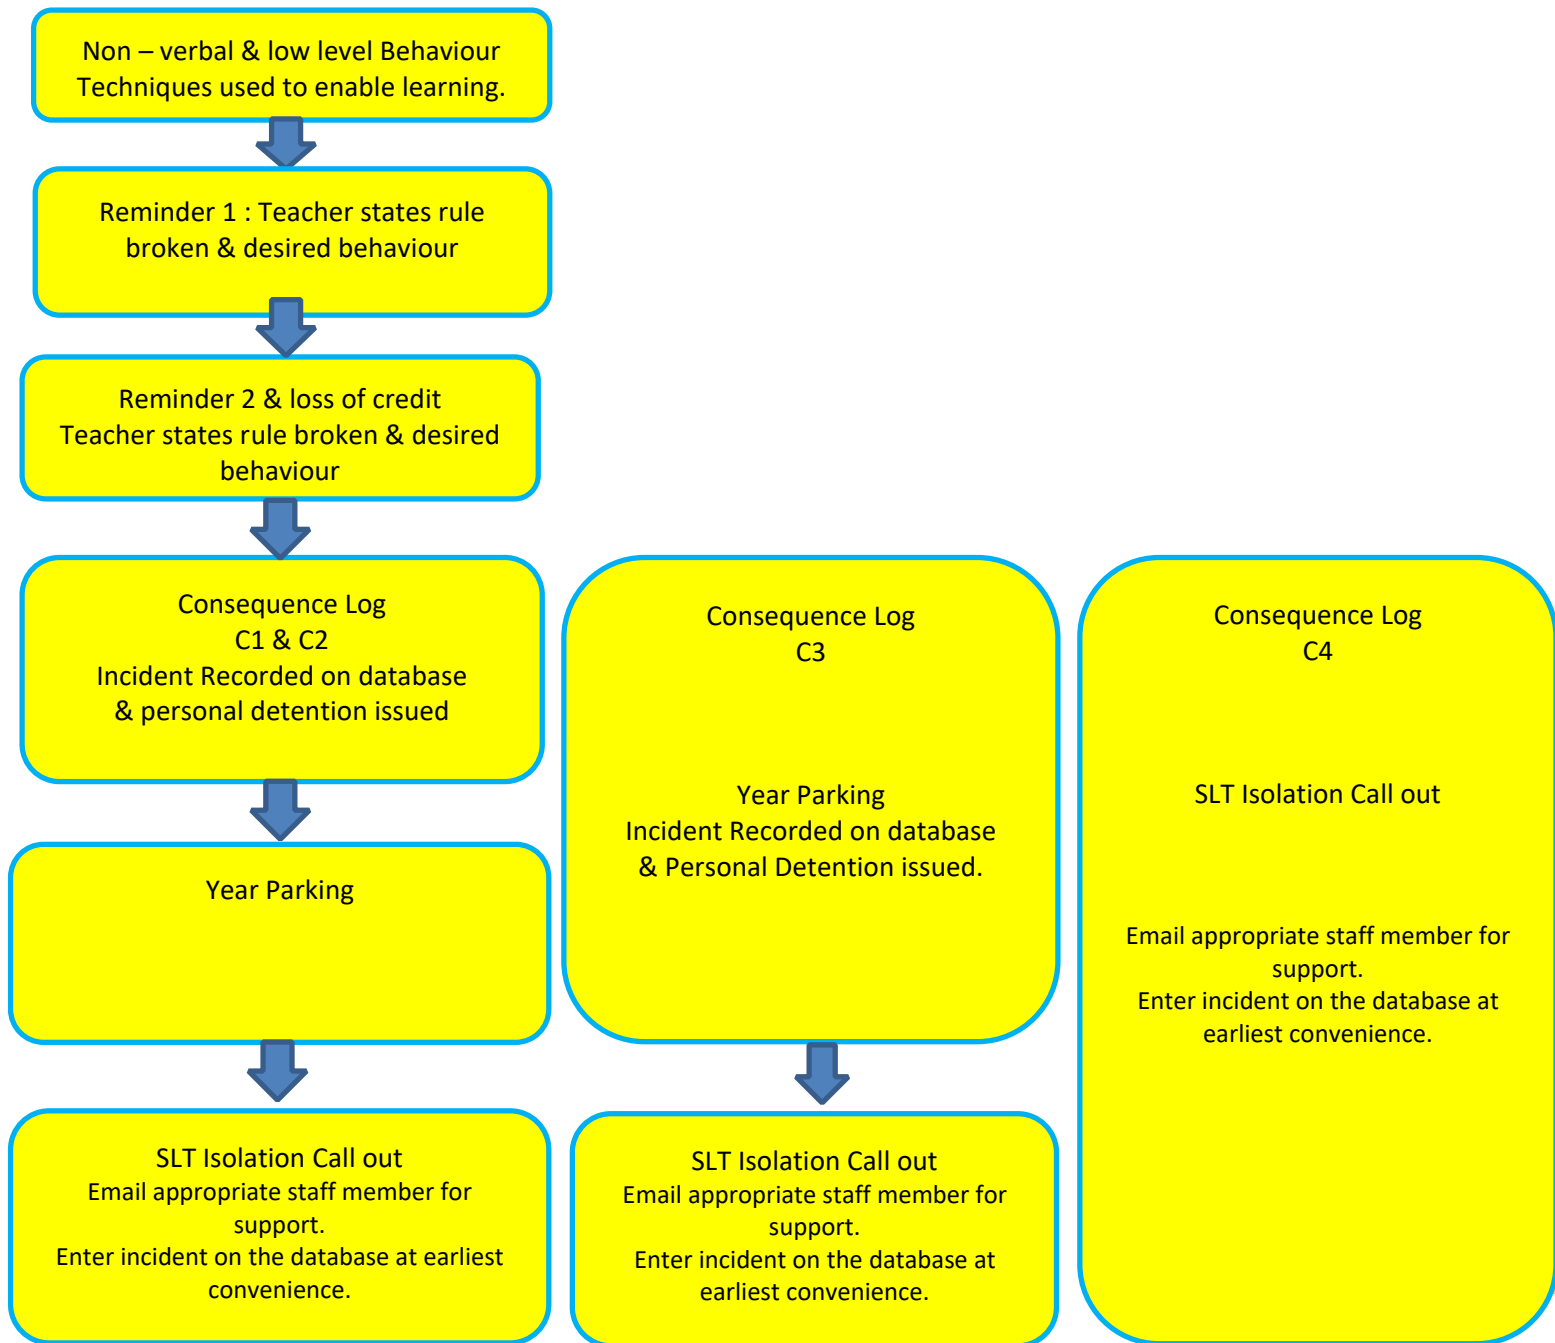 Non – verbal & low level Behaviour
Techniques used to enable learning.
Reminder 1 : Teacher states rule
broken & desired behaviour
Reminder 2 & loss of credit
Teacher states rule broken & desired
behaviour
Consequence Log
C1 & C2
Incident Recorded on database
& personal detention issued
Year Parking
SLT Isolation Call out
Email appropriate staff member for
support.
Enter incident on the database at earliest
convenience.
Consequence Log
C3
Year Parking
Incident Recorded on database
& Personal Detention issued.
SLT Isolation Call out
Email appropriate staff member for
support.
Enter incident on the database at
earliest convenience.
Consequence Log
C4
SLT Isolation Call out
Email appropriate staff member for
support.
Enter incident on the database at
earliest convenience.